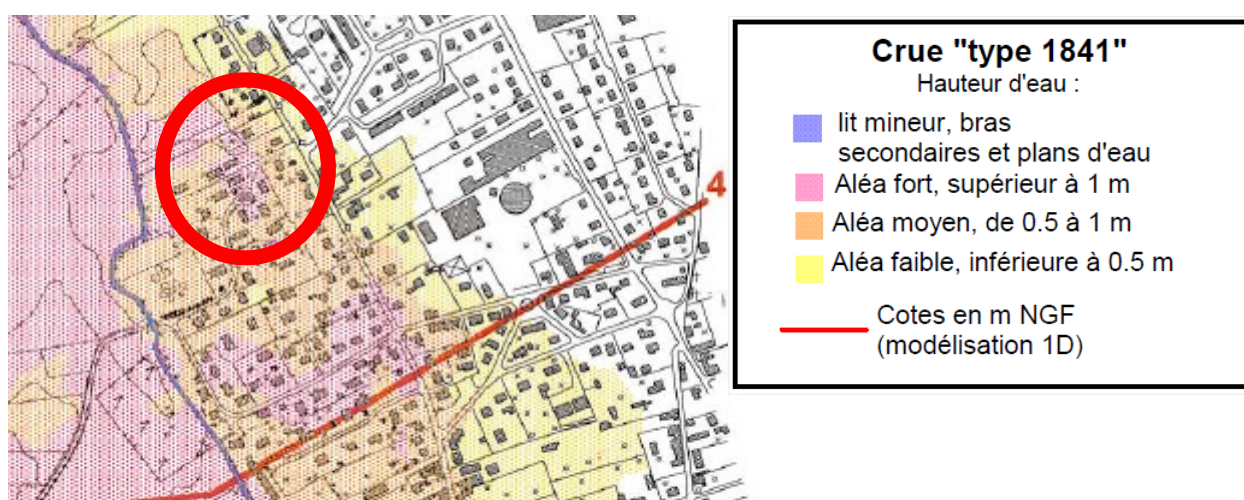 4
Crue "type 1841"
Hauteur d'eau :
lit mineur, bras
secondaires et plans d'eau
Aléa fort, supérieur à 1 m
Aléa moyen, de 0.5 à 1 m
Aléa faible, inférieure à 0.5 m
Cotes en m NGF
(modélisation 1D)